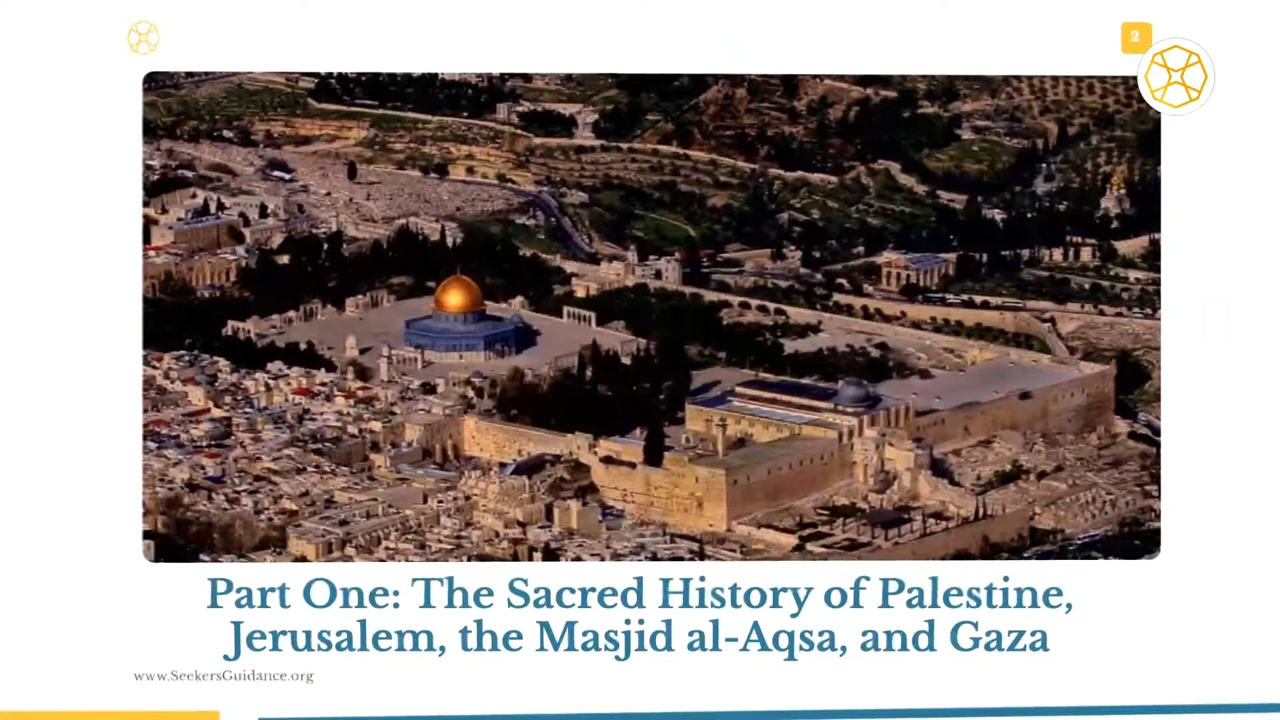 2
Part One: The Sacred History of Palestine,
Jerusalem, the Masjid al-Aqsa, and Gaza
www.SeekersGuidance.org